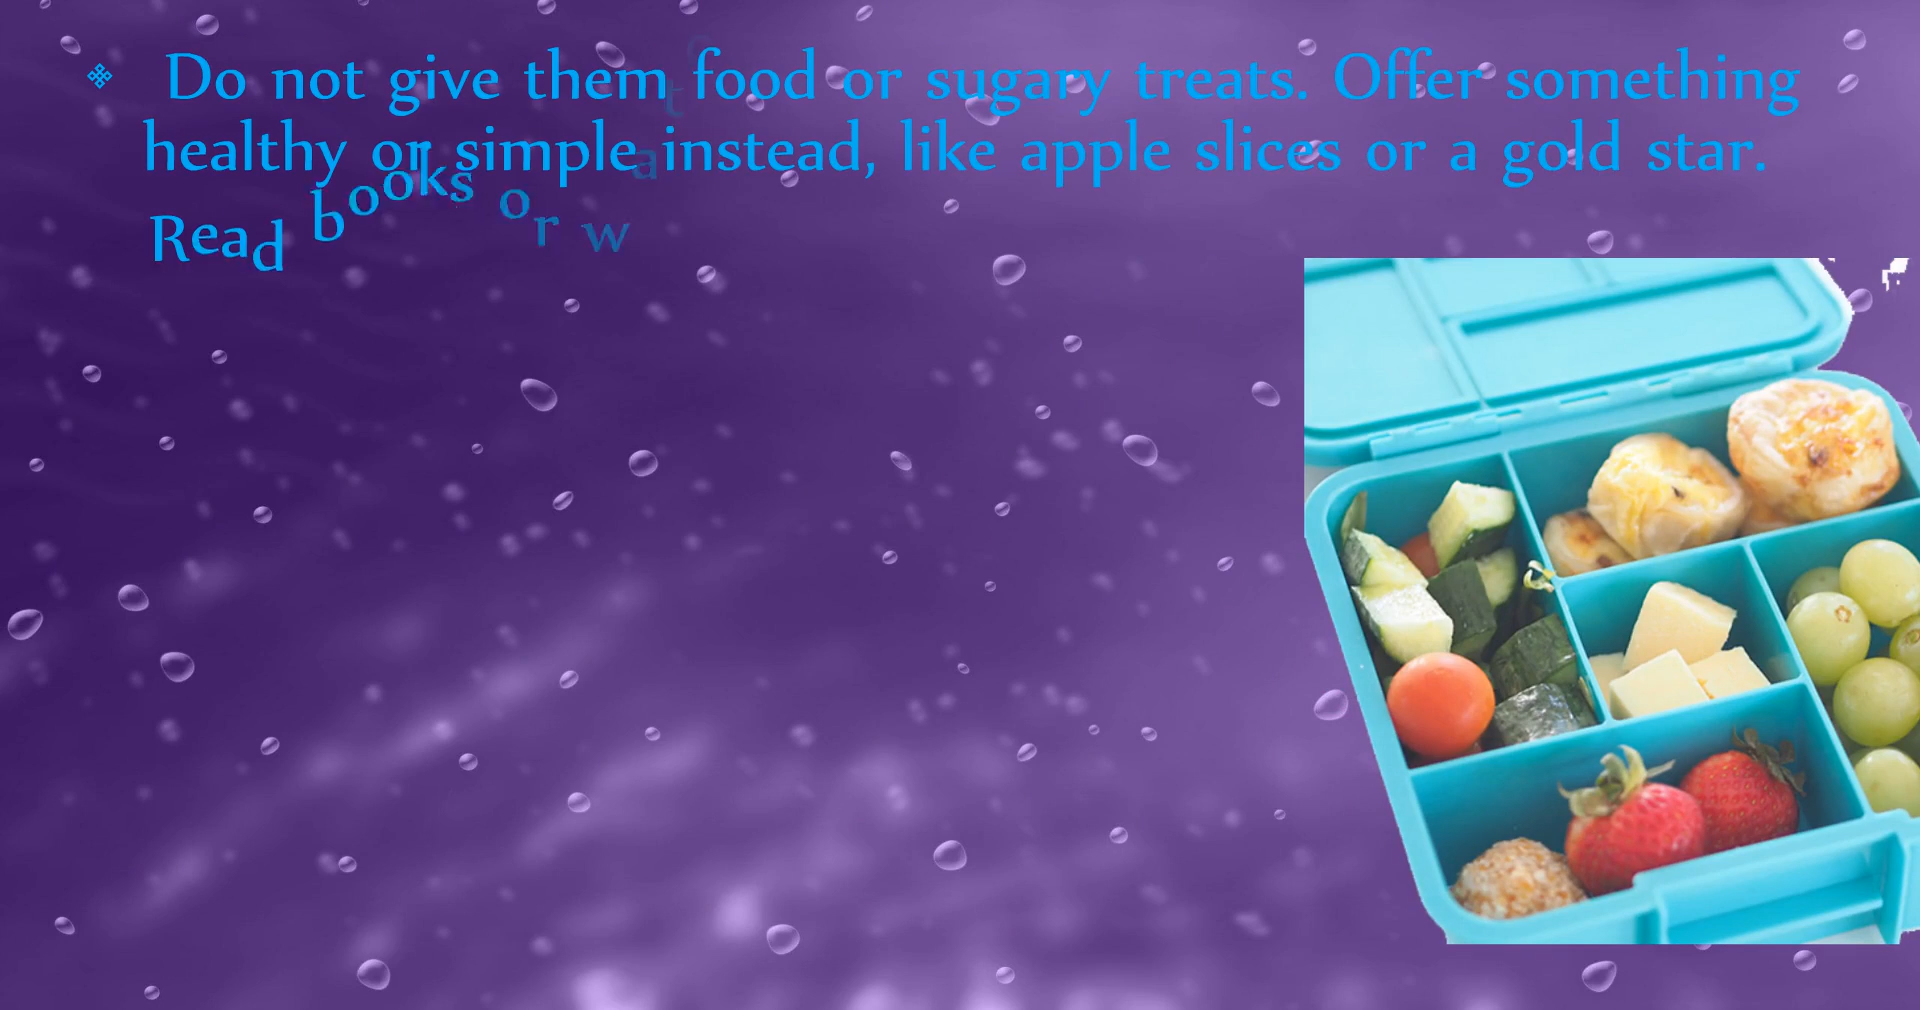 Do not give them food or sugary treats. Offer something
healthy or simple instead, like apple slices or a gold star.
Read books or w